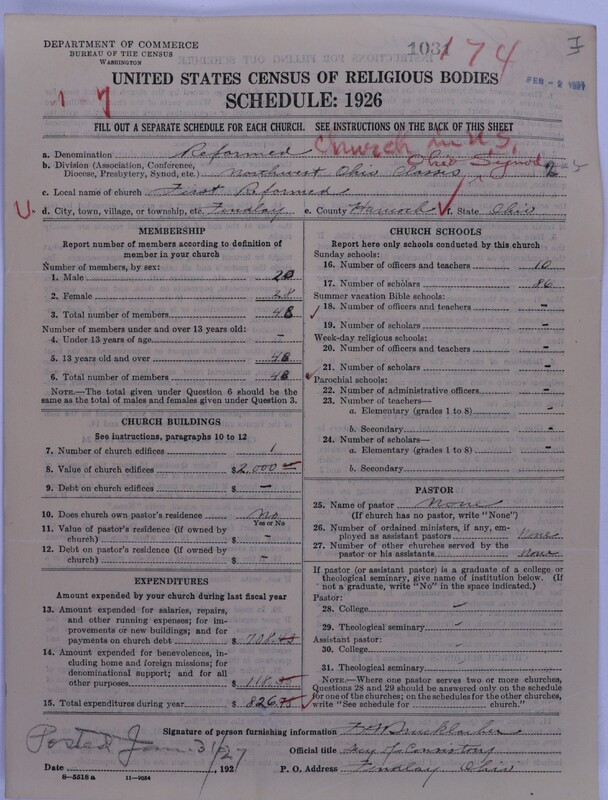 DEPARTMENT OF COMMERCE
BUREAU OF THE CENSUS
WASHINGTON
1031
174
UNITED STATES CENSUS OF RELIGIOUS BODIES
SCHEDULE: 1926
1 7
FILL OUT A SEPARATE SCHEDULE FOR EACH CHURCH. SEE INSTRUCTIONS ON THE BACK OF THIS SHEET
a. Denomination Reformed Church in U.S.
b. Division (Association, Conference,
Diocese, Presbytery, Synod, etc.) Northwest Ohio Classis Ohio Synod
c. Local name of church First Reformed
U. d. City, town, village, or township, etc. Findlay e. County Hancock f. State Ohio
MEMBERSHIP
Report number of members according to definition of
member in your church
Number of members, by sex:
1. Male 20
2. Female 28
3. Total number of members 48
Number of members under and over 13 years old:
4. Under 13 years of age –
5. 13 years old and over 48
6. Total number of members 48
NOTE.—The total given under Question 6 should be the
same as the total of males and females given under Question 3.
CHURCH BUILDINGS
See instructions, paragraphs 10 to 12
7. Number of church edifices 1
8. Value of church edifices $2,000
9. Debt on church edifices $ –
10. Does church own pastor's residence No
Yes or No
11. Value of pastor's residence (if owned by
church) $ –
12. Debt on pastor's residence (if owned by
church) $ –
EXPENDITURES
Amount expended by your church during last fiscal year
13. Amount expended for salaries, repairs,
and other running expenses; for im-
provements or new buildings; and for
payments on church debt $ 708
14. Amount expended for benevolences,
including home and foreign missions; for
denominational support; and for all
other purposes $ 118
15. Total expenditures during year $ 826.75
CHURCH SCHOOLS
Report here only schools conducted by this church
Sunday schools:
16. Number of officers and teachers 10
17. Number of scholars 86
Summer vacation Bible schools:
18. Number of officers and teachers –
19. Number of scholars –
Week-day religious schools:
20. Number of officers and teachers –
21. Number of scholars –
Parochial schools:
22. Number of administrative officers –
23. Number of teachers—
a. Elementary (grades 1 to 8) –
b. Secondary –
24. Number of scholars—
a. Elementary (grades 1 to 8) –
b. Secondary –
PASTOR
25. Name of pastor None
(If church has no pastor, write "None")
26. Number of ordained ministers, if any, em-
ployed as assistant pastors None
27. Number of other churches served by the
pastor or his assistants None
If pastor (or assistant pastor) is a graduate of a college or
theological seminary, give name of institution below. (If
not a graduate, write "No" in the space indicated.)
Pastor:
28. College –
29. Theological seminary
Assistant pastor:
30. College –
31. Theological seminary
NOTE.—Where one pastor serves two or more churches,
Questions 28 and 29 should be answered only on the schedule
for one of the churches; on the schedules for the other churches,
write "See schedule for church."
Signature of person furnishing information
Official title Secy of Consistory
Posted Jan. 31/27
Date , 192
P. O. Address Findlay Ohio
8—5518 a 11—9034